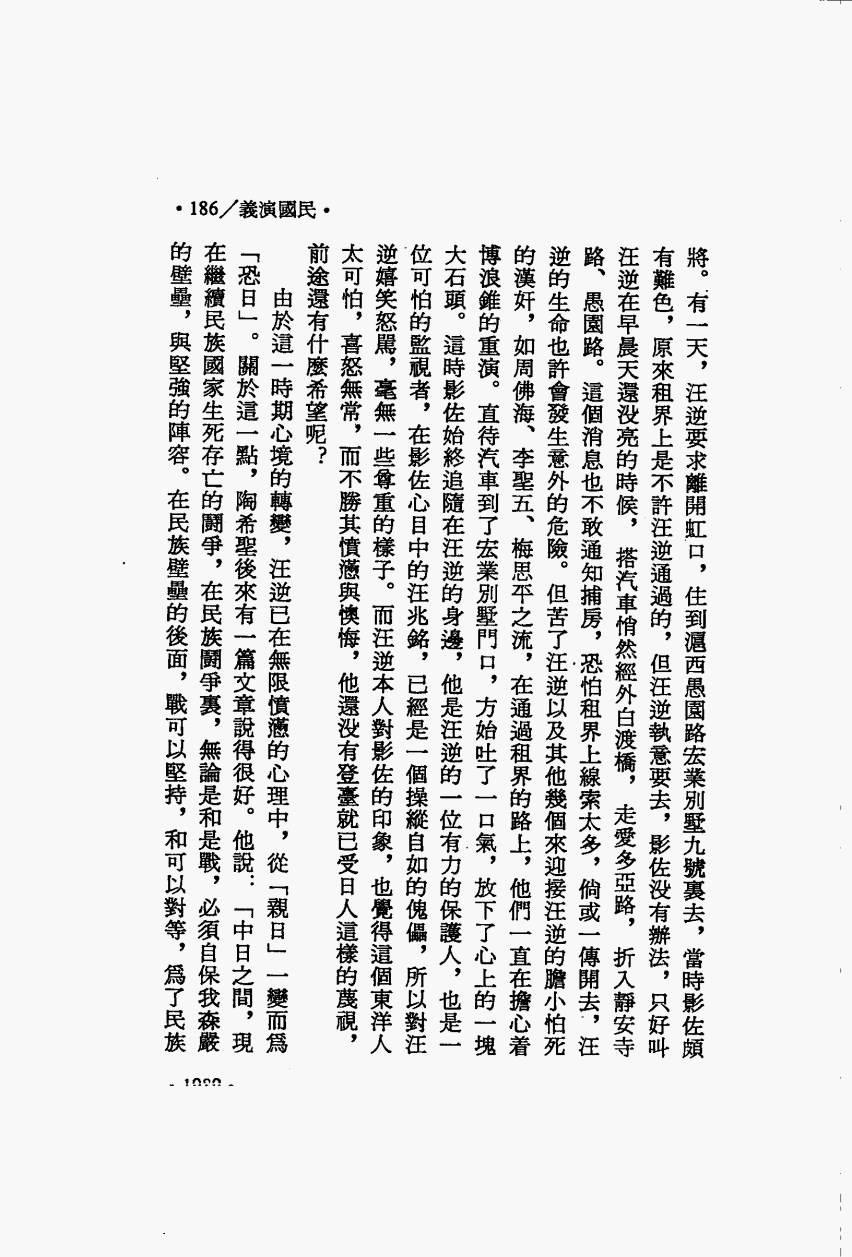 •186／義演國民•
將。有一天，汪逆要求離開虹口，住到滬西愚園路宏業別墅九號裏去，當時影佐頗
有難色，原來租界上是不許汪逆通過的，但汪逆執意要去，影佐没有辦法，只好叫
汪逆在早晨天還没亮的時候，搭汽車悄然經外白渡橋，走愛多亞路，折入靜安寺
路、愚園路。這個消息也不敢通知捕房，恐怕租界上線索太多，倘或一傳開去，汪
逆的生命也許會發生意外的危險。但苦了汪逆以及其他幾個來迎接汪逆的膽小怕死
的漢奸，如周佛海、李聖五、梅思平之流，在通過租界的路上，他們一直在擔心着
博浪錐的重演。直待汽車到了宏業別墅門口，方始吐了一口氣，放下了心上的一塊
大石頭。這時影佐始終追隨在汪逆的身邊，他是汪逆的一位有力的保護人，也是一
位可怕的監視者，在影佐心目中的汪兆銘，已經是一個操縱自如的傀儡，所以對汪
逆嬉笑怒罵，毫無一些尊重的樣子。而汪逆本人對影佐的印象，也覺得這個東洋人
太可怕，喜怒無常，而不勝其憤懣與懊悔，他還没有登臺就已受日人這樣的蔑視，
前途還有什麼希望呢？
由於這一時期心境的轉變，汪逆已在無限憤懣的心理中，從「親日」一變而爲
「恐日」。關於這一點，陶希聖後來有一篇文章說得很好。他說：「中日之間，現
在繼續民族國家生死存亡的鬪爭，在民族鬪爭裏，無論是和是戰，必須自保我森嚴
的壁壘，與堅強的陣容。在民族壁壘的後面，戰可以堅持，和可以對等，爲了民族